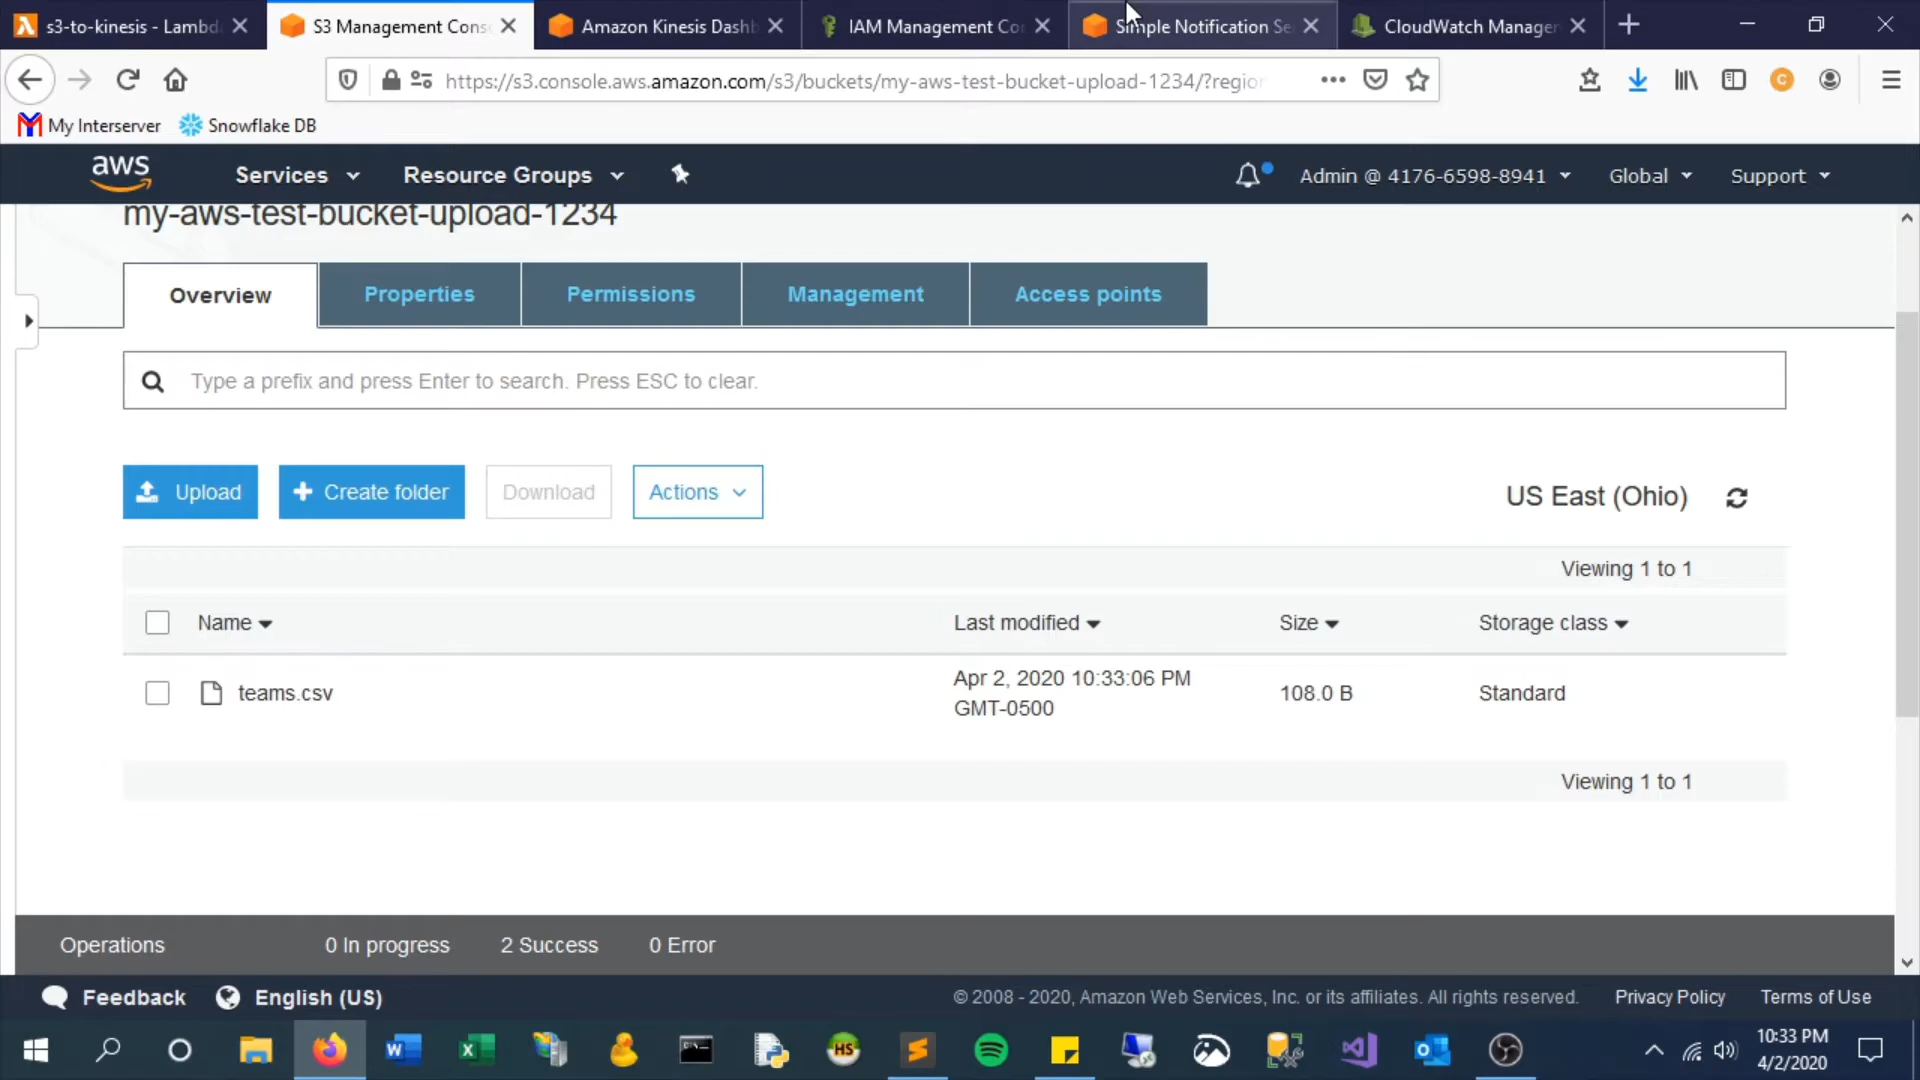 s3-to-kinesis - Lambd
S3 Management Cons
Amazon Kinesis Dashb
IAM Management Co
Simple Notification Se
CloudWatch Manager
https://s3.console.aws.amazon.com/s3/buckets/my-aws-test-bucket-upload-1234/?region
My Interserver
Snowflake DB
aws
Services
Resource Groups
Admin @ 4176-6598-8941
Global
Support
my-aws-test-bucket-upload-1234
Overview
Properties
Permissions
Management
Access points
Type a prefix and press Enter to search. Press ESC to clear.
Upload
Create folder
Download
Actions
US East (Ohio)
Viewing 1 to 1
Name
Last modified
Size
Storage class
teams.csv
Apr 2, 2020 10:33:06 PM
GMT-0500
108.0 B
Standard
Viewing 1 to 1
Operations
0 In progress
2 Success
0 Error
Feedback
English (US)
© 2008 - 2020, Amazon Web Services, Inc. or its affiliates. All rights reserved.
Privacy Policy
Terms of Use
10:33 PM
4/2/2020